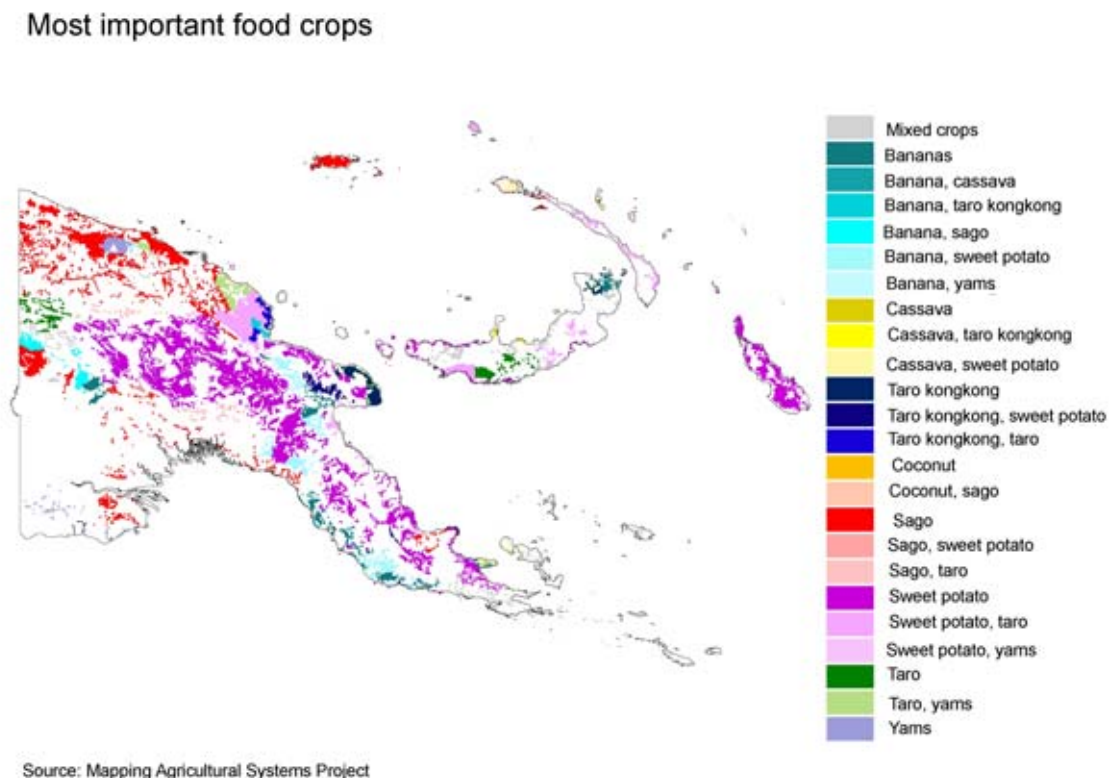 Most important food crops
Mixed crops
Bananas
Banana, cassava
Banana, taro kongkong
Banana, sago
Banana, sweet potato
Banana, yams
Cassava
Cassava, taro kongkong
Cassava, sweet potato
Taro kongkong
Taro kongkong, sweet potato
Taro kongkong, taro
Coconut
Coconut, sago
Sago
Sago, sweet potato
Sago, taro
Sweet potato
Sweet potato, taro
Sweet potato, yams
Taro
Taro, yams
Yams
Source: Mapping Agricultural Systems Project